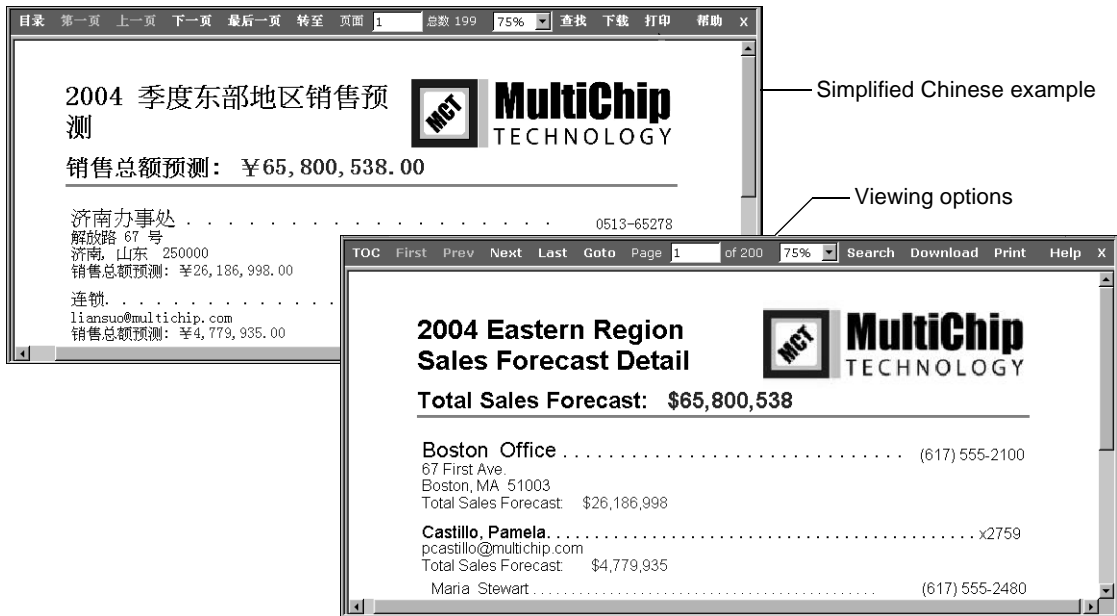 目录 第一页 上一页 下一页 最后一页 转至 页面 1 总数 199 75% 查找 下载 打印 帮助 X
2004 季度东部地区销售预
测
MCT MultiChip
TECHNOLOGY
销售总额预测: ¥65,800,538.00
济南办事处 . . . . . . . . . . . . . . 0513-65278
解放路 67 号
济南, 山东 250000
销售总额预测: ¥26,186,998.00
连锁. . . . . . . . . .
liansuo@multichip.com
销售总额预测: ¥4,779,935.00
Simplified Chinese example
Viewing options
TOC First Prev Next Last Goto Page 1 of 200 75% Search Download Print Help X
2004 Eastern Region
Sales Forecast Detail
MCT MultiChip
TECHNOLOGY
Total Sales Forecast: $65,800,538
Boston Office . . . . . . . . . . . . . . . . . . . . . . . . . . . . . . (617) 555-2100
67 First Ave.
Boston, MA 51003
Total Sales Forecast: $26,186,998
Castillo, Pamela. . . . . . . . . . . . . . . . . . . . . . . . . . . . . . . . . . . . . . . x2759
pcastillo@multichip.com
Total Sales Forecast: $4,779,935
Maria Stewart . . . . . . . . . . . . . . . . . . . . . . . . . . . . . . . . . . . (617) 555-2480